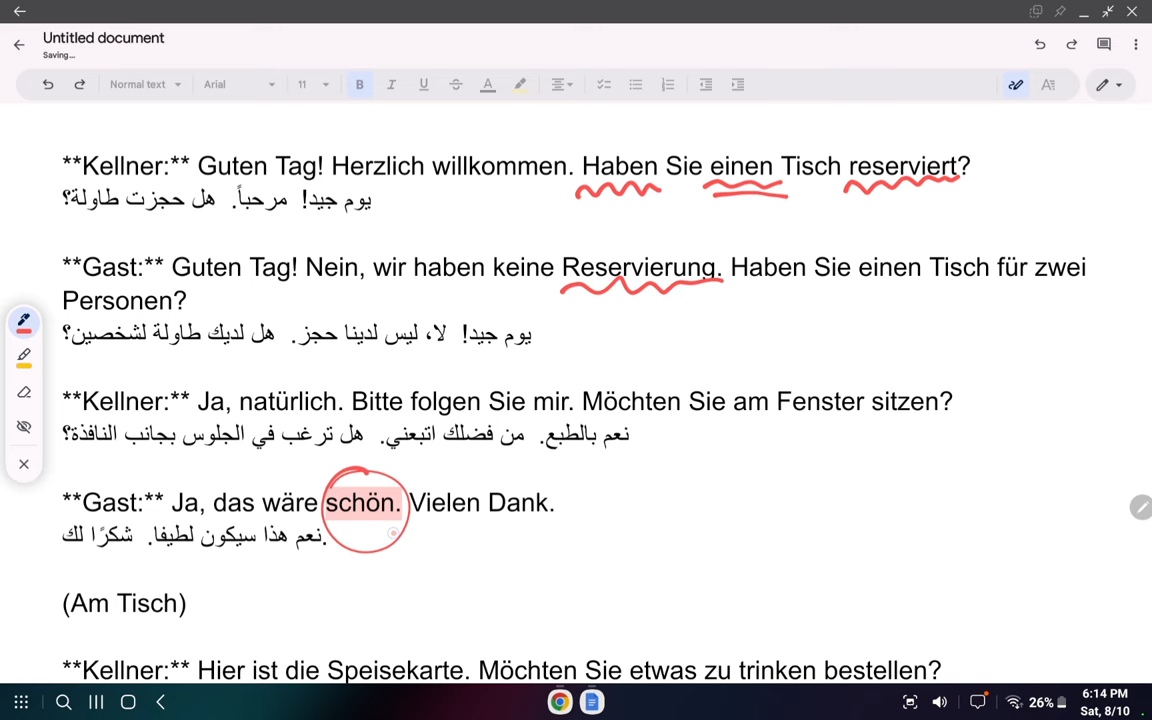 Untitled document
Saving...
Normal text Arial 11 B I U S A
**Kellner:** Guten Tag! Herzlich willkommen. Haben Sie einen Tisch reserviert?
يوم جيد! مرحباً. هل حجزت طاولة؟
**Gast:** Guten Tag! Nein, wir haben keine Reservierung. Haben Sie einen Tisch für zwei
Personen?
يوم جيد! لا، ليس لدينا حجز. هل لديك طاولة لشخصين؟
**Kellner:** Ja, natürlich. Bitte folgen Sie mir. Möchten Sie am Fenster sitzen?
نعم بالطبع. من فضلك اتبعني. هل ترغب في الجلوس بجانب النافذة؟
**Gast:** Ja, das wäre schön. Vielen Dank.
نعم هذا سيكون لطيفا. شكرًا لك.
(Am Tisch)
**Kellner:** Hier ist die Speisekarte. Möchten Sie etwas zu trinken bestellen?
26% 6:14 PM
Sat, 8/10